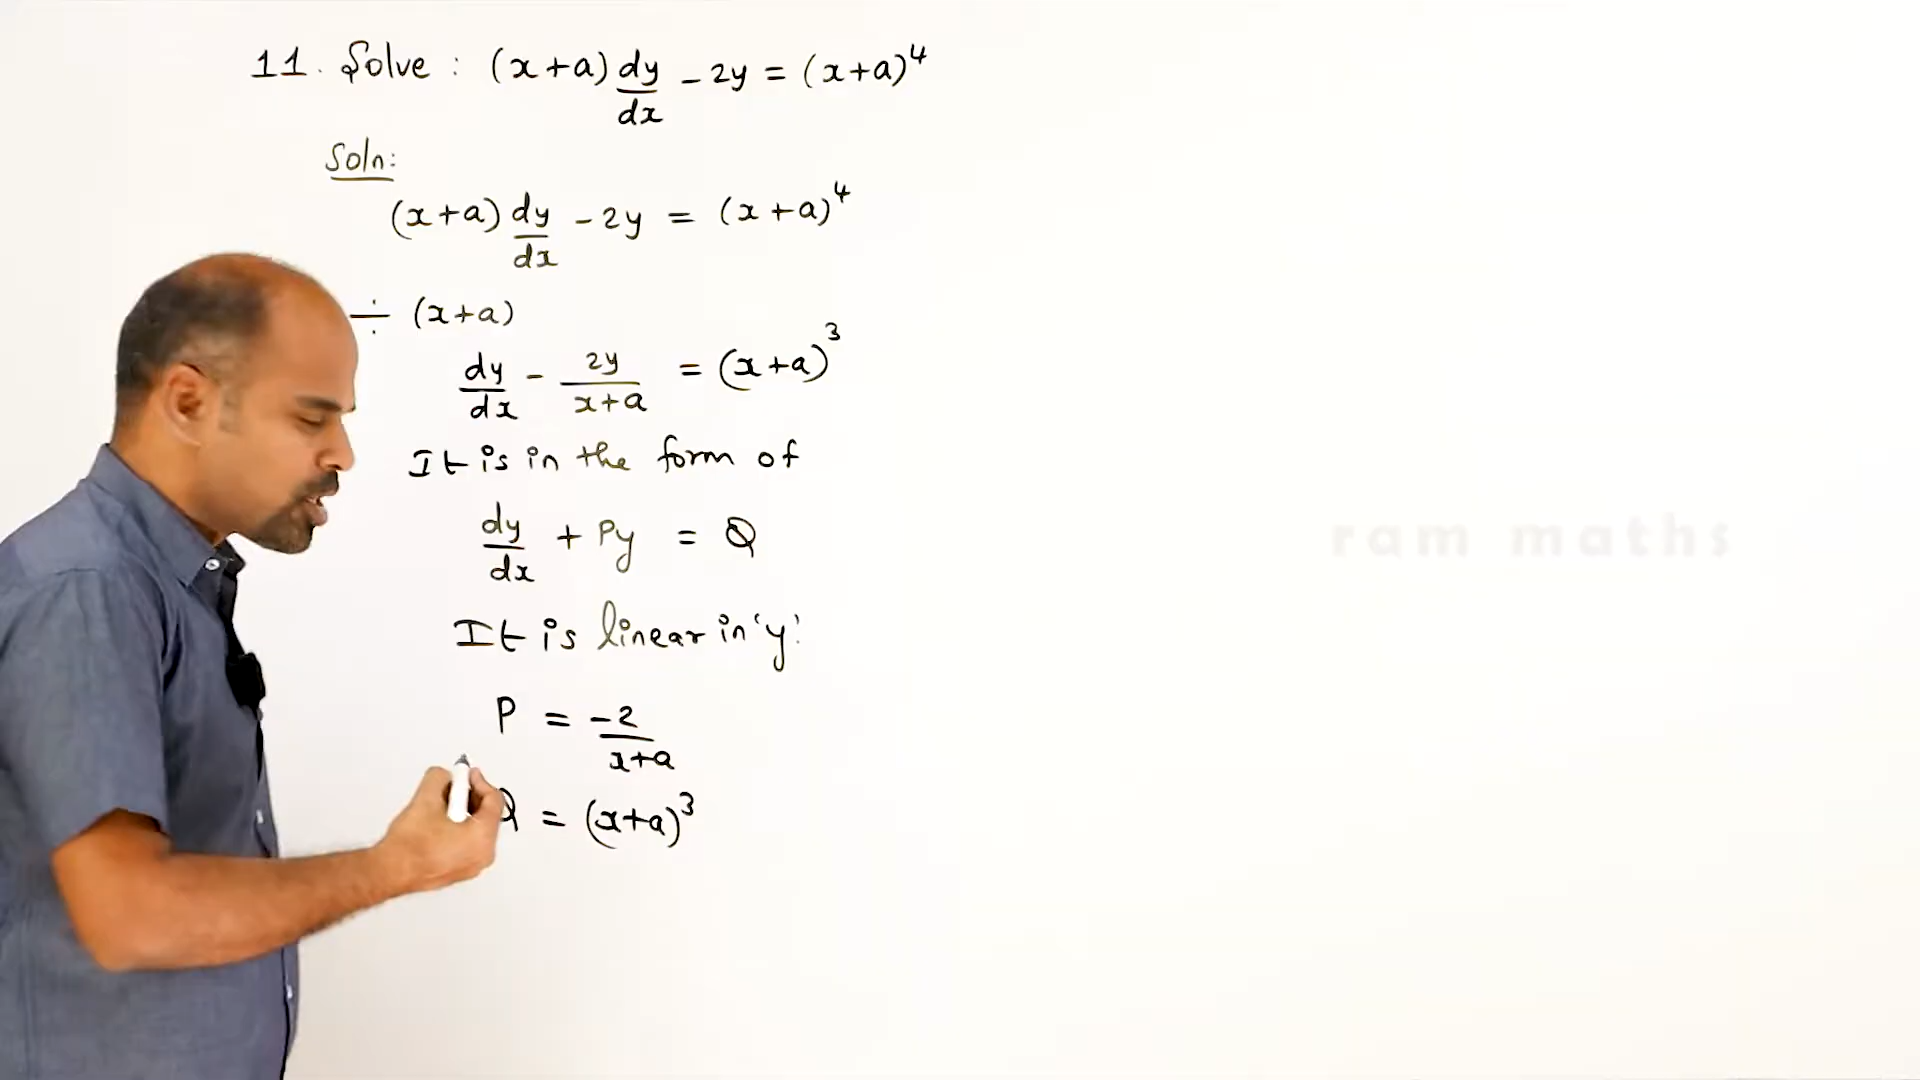 11. Solve : (x+a) dy/dx - 2y = (x+a)^4
Soln:
(x+a) dy/dx - 2y = (x+a)^4
÷ (x+a)
dy/dx - 2y/x+a = (x+a)^3
It is in the form of
dy/dx + Py = Q
ram maths
It is linear in 'y'
P = -2/x+a
Q = (x+a)^3